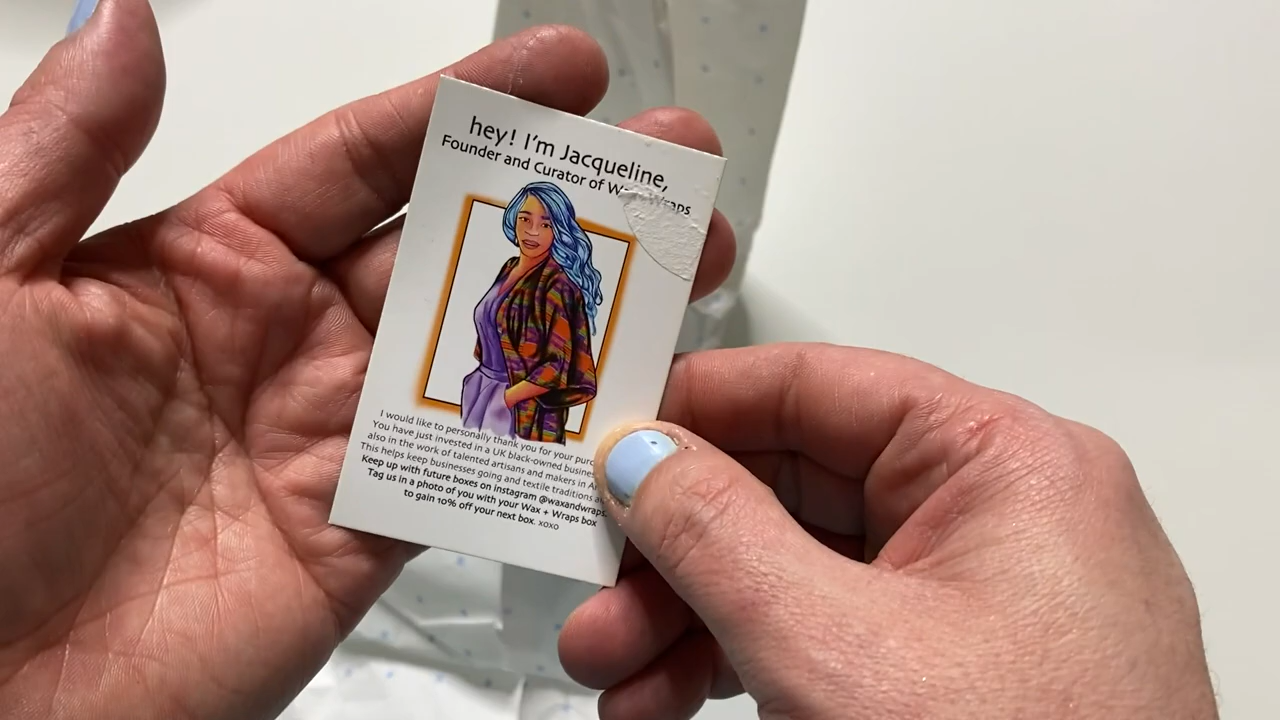 hey! I'm Jacqueline,
Founder and Curator of Wraps
I would like to personally thank you for your
You have just invested in a UK black-owned
also in the work of talented artisans and makers in
This helps keep businesses going and textile traditions
Keep up with future boxes on instagram @waxandwraps.
Tag us in a photo of you with your Wax + Wraps box
to gain 10% off your next box. xoxo